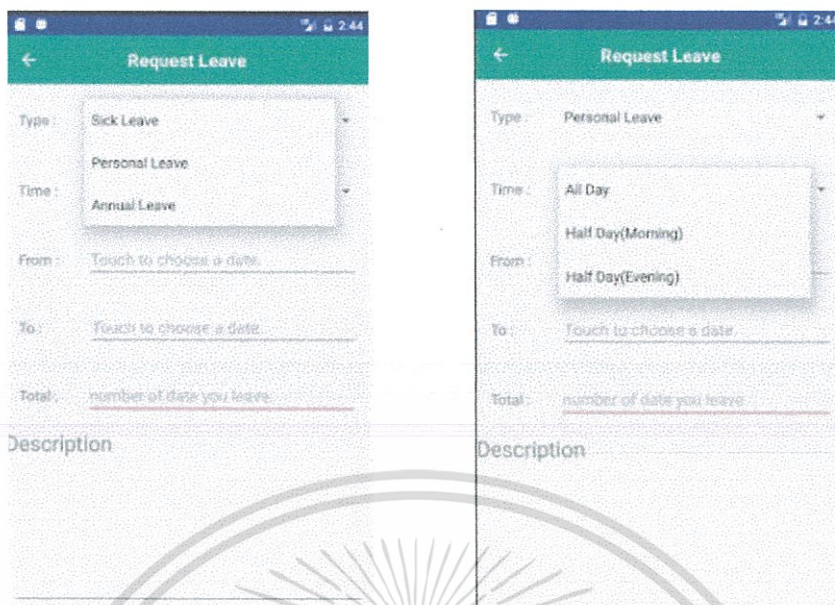 2:44
Request Leave
Type :
Sick Leave
Personal Leave
Time :
Annual Leave
From :
Touch to choose a date.
To :
Touch to choose a date.
Total :
number of date you leave.
Description
2:44
Request Leave
Type :
Personal Leave
Time :
All Day
Half Day(Morning)
From :
Half Day(Evening)
To :
Touch to choose a date.
Total :
number of date you leave.
Description